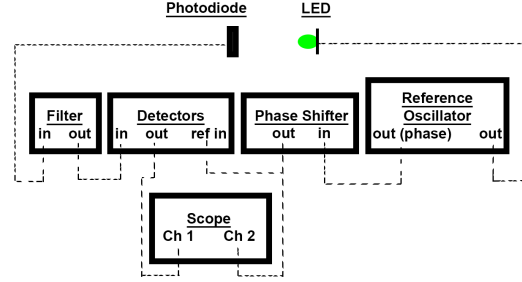 Photodiode LED
Filter
in out
Detectors
in out ref in
Phase Shifter
out in
Reference
Oscillator
out (phase) out
Scope
Ch 1 Ch 2